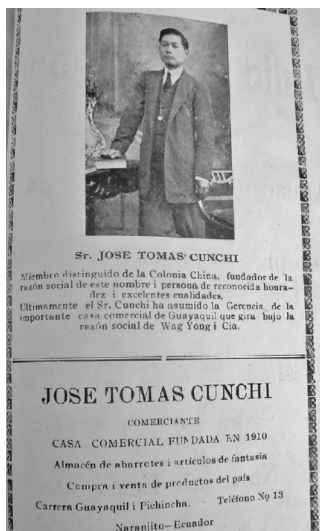 Sr. JOSE TOMAS CUNCHI
Miembro distinguido de la Colonia China, fundador de la
razón social de este nombre i persona de reconocida honra-
dez i excelentes cualidades.
Ultimamente el Sr. Cunchi ha asumido la Gerencia de la
importante casa comercial de Guayaquil que gira bajo la
razón social de Wag Yong i Cia.
JOSE TOMAS CUNCHI
COMERCIANTE
CASA COMERCIAL FUNDADA EN 1910
Almacén de abarrotes i artículos de fantasía
Compra i venta de productos del país
Carrera Guayaquil i Pichincha. Teléfono No 13
Naranjito—Ecuador